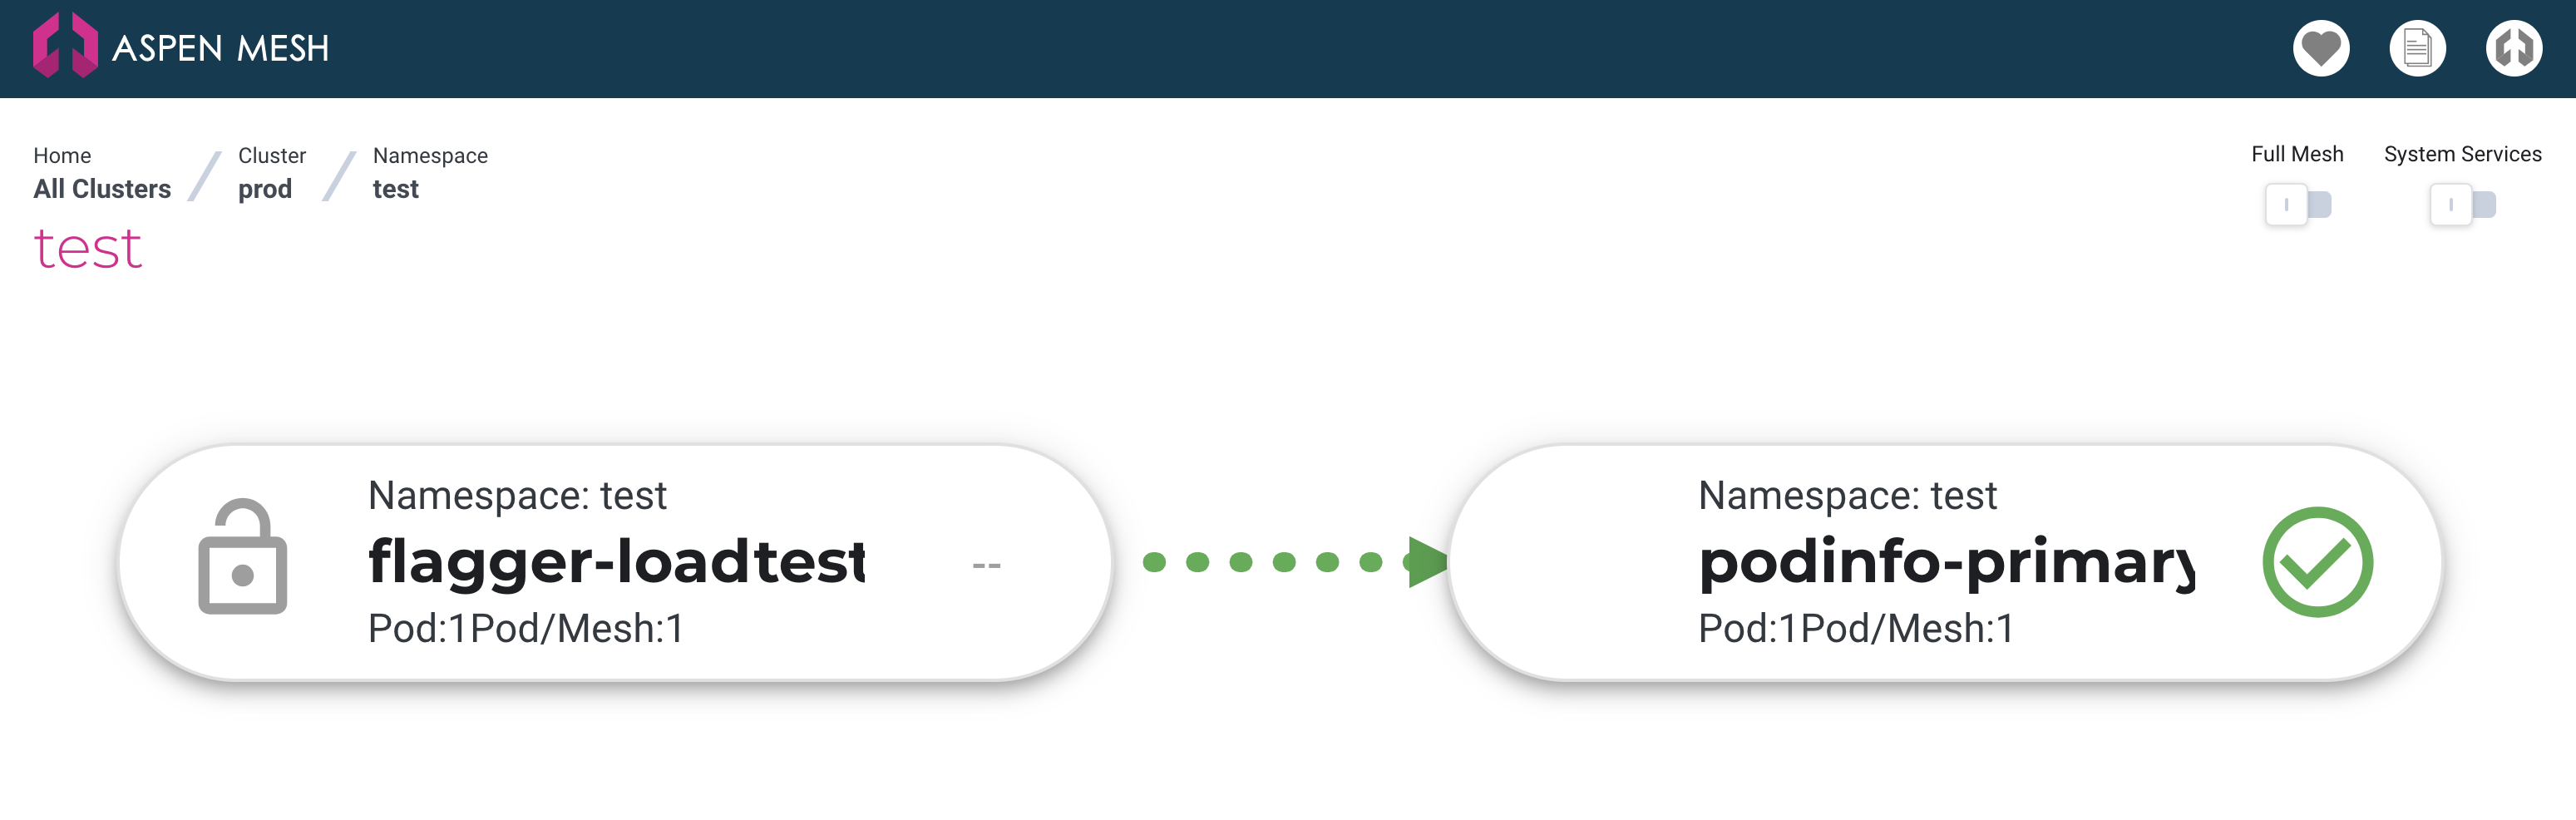 ASPEN MESH
Home
All Clusters
Cluster
prod
Namespace
test
Full Mesh
System Services
test
Namespace: test
flagger-loadtest
Pod:1Pod/Mesh:1
--
Namespace: test
podinfo-primary
Pod:1Pod/Mesh:1